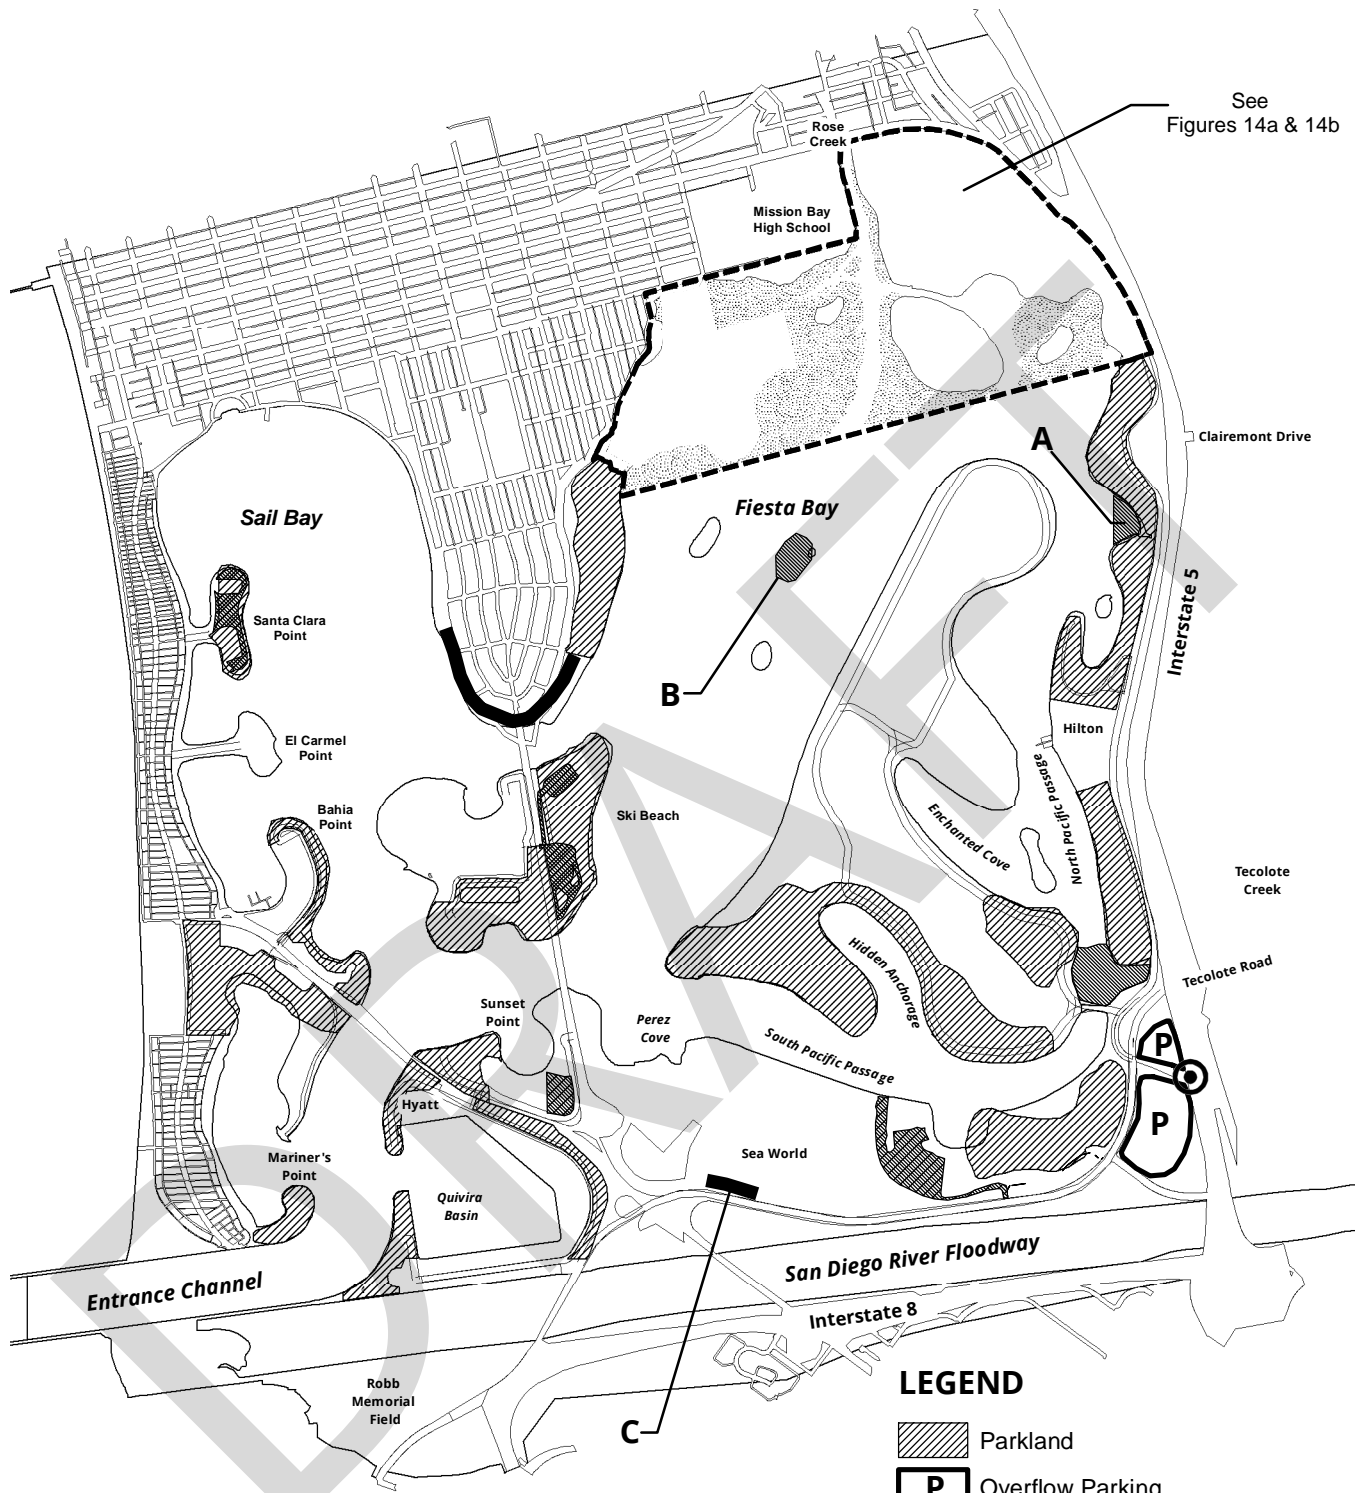 See
Figures 14a & 14b
Rose
Creek
Mission Bay
High School
Clairemont Drive
A
Sail Bay
Fiesta Bay
Interstate 5
Santa Clara
Point
B
Hilton
El Carmel
Point
North Pacific Passage
Bahia
Point
Ski Beach
Enchanted Cove
Tecolote
Creek
Hidden Anchorage
Tecolote Road
Sunset
Point
Perez
Cove
South Pacific Passage
P
Hyatt
P
Sea World
Mariner's
Point
Quivira
Basin
San Diego River Floodway
Entrance Channel
Interstate 8
Robb
Memorial
Field
C
LEGEND
Parkland
P Overflow Parking
DRAFT